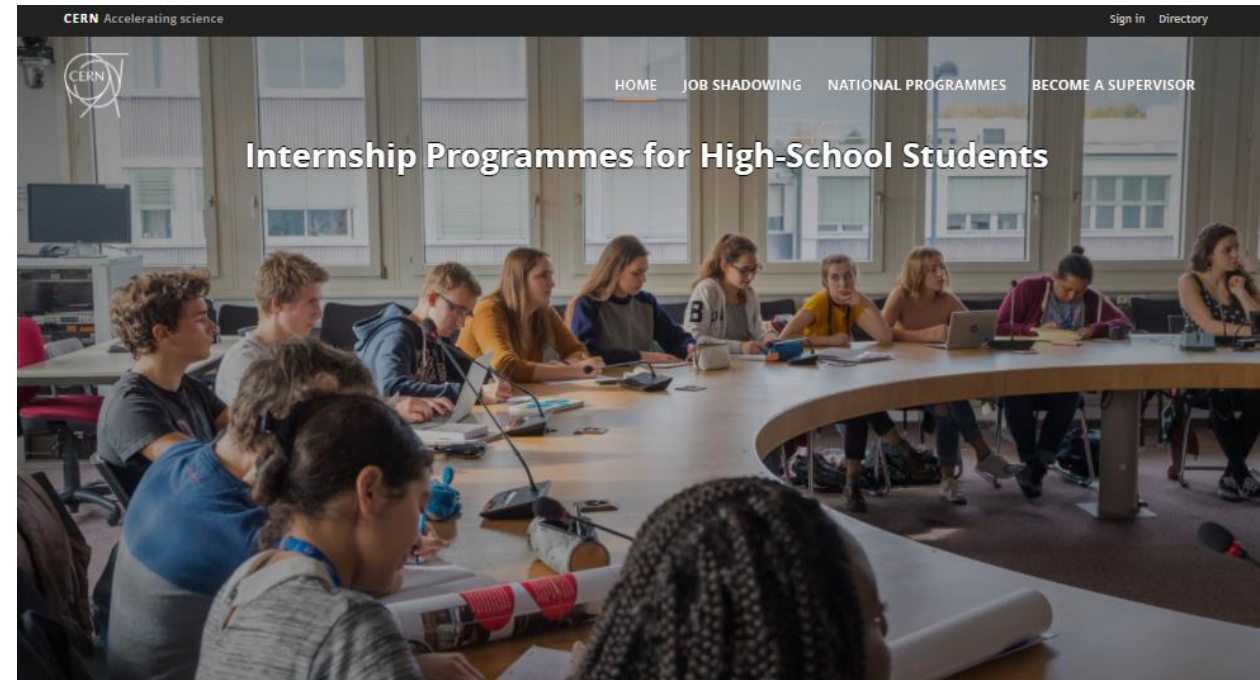 CERN Accelerating science
Sign in Directory
CERN
HOME JOB SHADOWING NATIONAL PROGRAMMES BECOME A SUPERVISOR
Internship Programmes for High-School Students
B